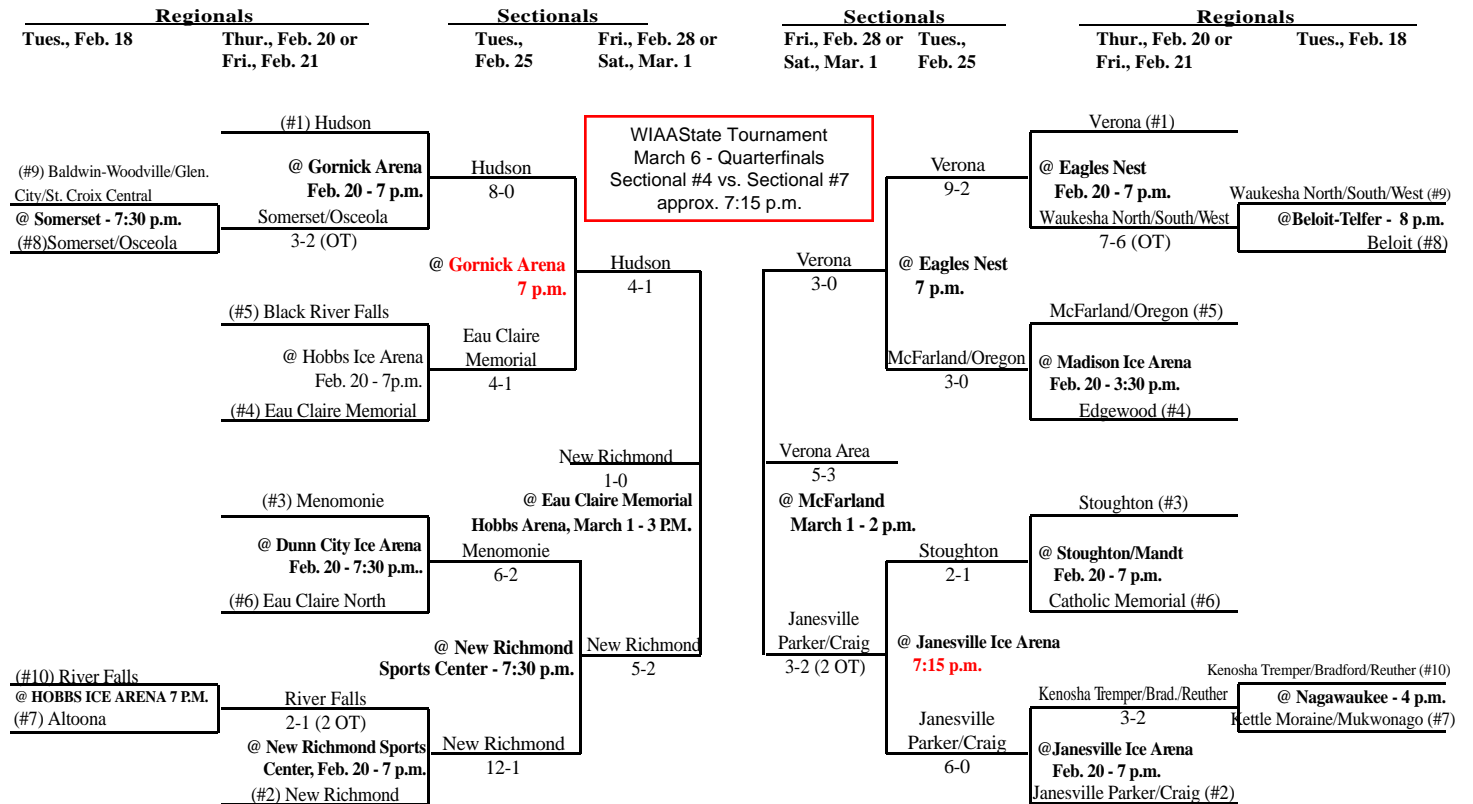 Regionals
Sectionals
Sectionals
Regionals
Tues., Feb. 18
Thur., Feb. 20 or
Fri., Feb. 21
Tues.,
Feb. 25
Fri., Feb. 28 or
Sat., Mar. 1
Fri., Feb. 28 or
Sat., Mar. 1
Tues.,
Feb. 25
Thur., Feb. 20 or
Fri., Feb. 21
Tues., Feb. 18
WIAAState Tournament
March 6 - Quarterfinals
Sectional #4 vs. Sectional #7
approx. 7:15 p.m.
(#1) Hudson
@ Gornick Arena
Feb. 20 - 7 p.m.
(#9) Baldwin-Woodville/Glen.
City/St. Croix Central
@ Somerset - 7:30 p.m.
(#8)Somerset/Osceola
Somerset/Osceola
3-2 (OT)
Hudson
8-0
@ Gornick Arena
7 p.m.
Hudson
4-1
(#5) Black River Falls
@ Hobbs Ice Arena
Feb. 20 - 7p.m.
(#4) Eau Claire Memorial
Eau Claire
Memorial
4-1
New Richmond
1-0
@ Eau Claire Memorial
Hobbs Arena, March 1 - 3 P.M.
(#3) Menomonie
@ Dunn City Ice Arena
Feb. 20 - 7:30 p.m..
(#6) Eau Claire North
Menomonie
6-2
@ New Richmond
Sports Center - 7:30 p.m.
New Richmond
5-2
(#10) River Falls
@ HOBBS ICE ARENA 7 P.M.
(#7) Altoona
River Falls
2-1 (2 OT)
@ New Richmond Sports
Center, Feb. 20 - 7 p.m.
(#2) New Richmond
New Richmond
12-1
Verona (#1)
@ Eagles Nest
Feb. 20 - 7 p.m.
Verona
9-2
Waukesha North/South/West (#9)
@Beloit-Telfer - 8 p.m.
Beloit (#8)
Waukesha North/South/West
7-6 (OT)
Verona
3-0
@ Eagles Nest
7 p.m.
McFarland/Oregon (#5)
@ Madison Ice Arena
Feb. 20 - 3:30 p.m.
Edgewood (#4)
McFarland/Oregon
3-0
Verona Area
5-3
@ McFarland
March 1 - 2 p.m.
Stoughton (#3)
@ Stoughton/Mandt
Feb. 20 - 7 p.m.
Catholic Memorial (#6)
Stoughton
2-1
Janesville
Parker/Craig
3-2 (2 OT)
@ Janesville Ice Arena
7:15 p.m.
Kenosha Tremper/Bradford/Reuther (#10)
@ Nagawaukee - 4 p.m.
Kettle Moraine/Mukwonago (#7)
Kenosha Tremper/Brad./Reuther
3-2
@Janesville Ice Arena
Feb. 20 - 7 p.m.
Janesville Parker/Craig (#2)
Janesville
Parker/Craig
6-0